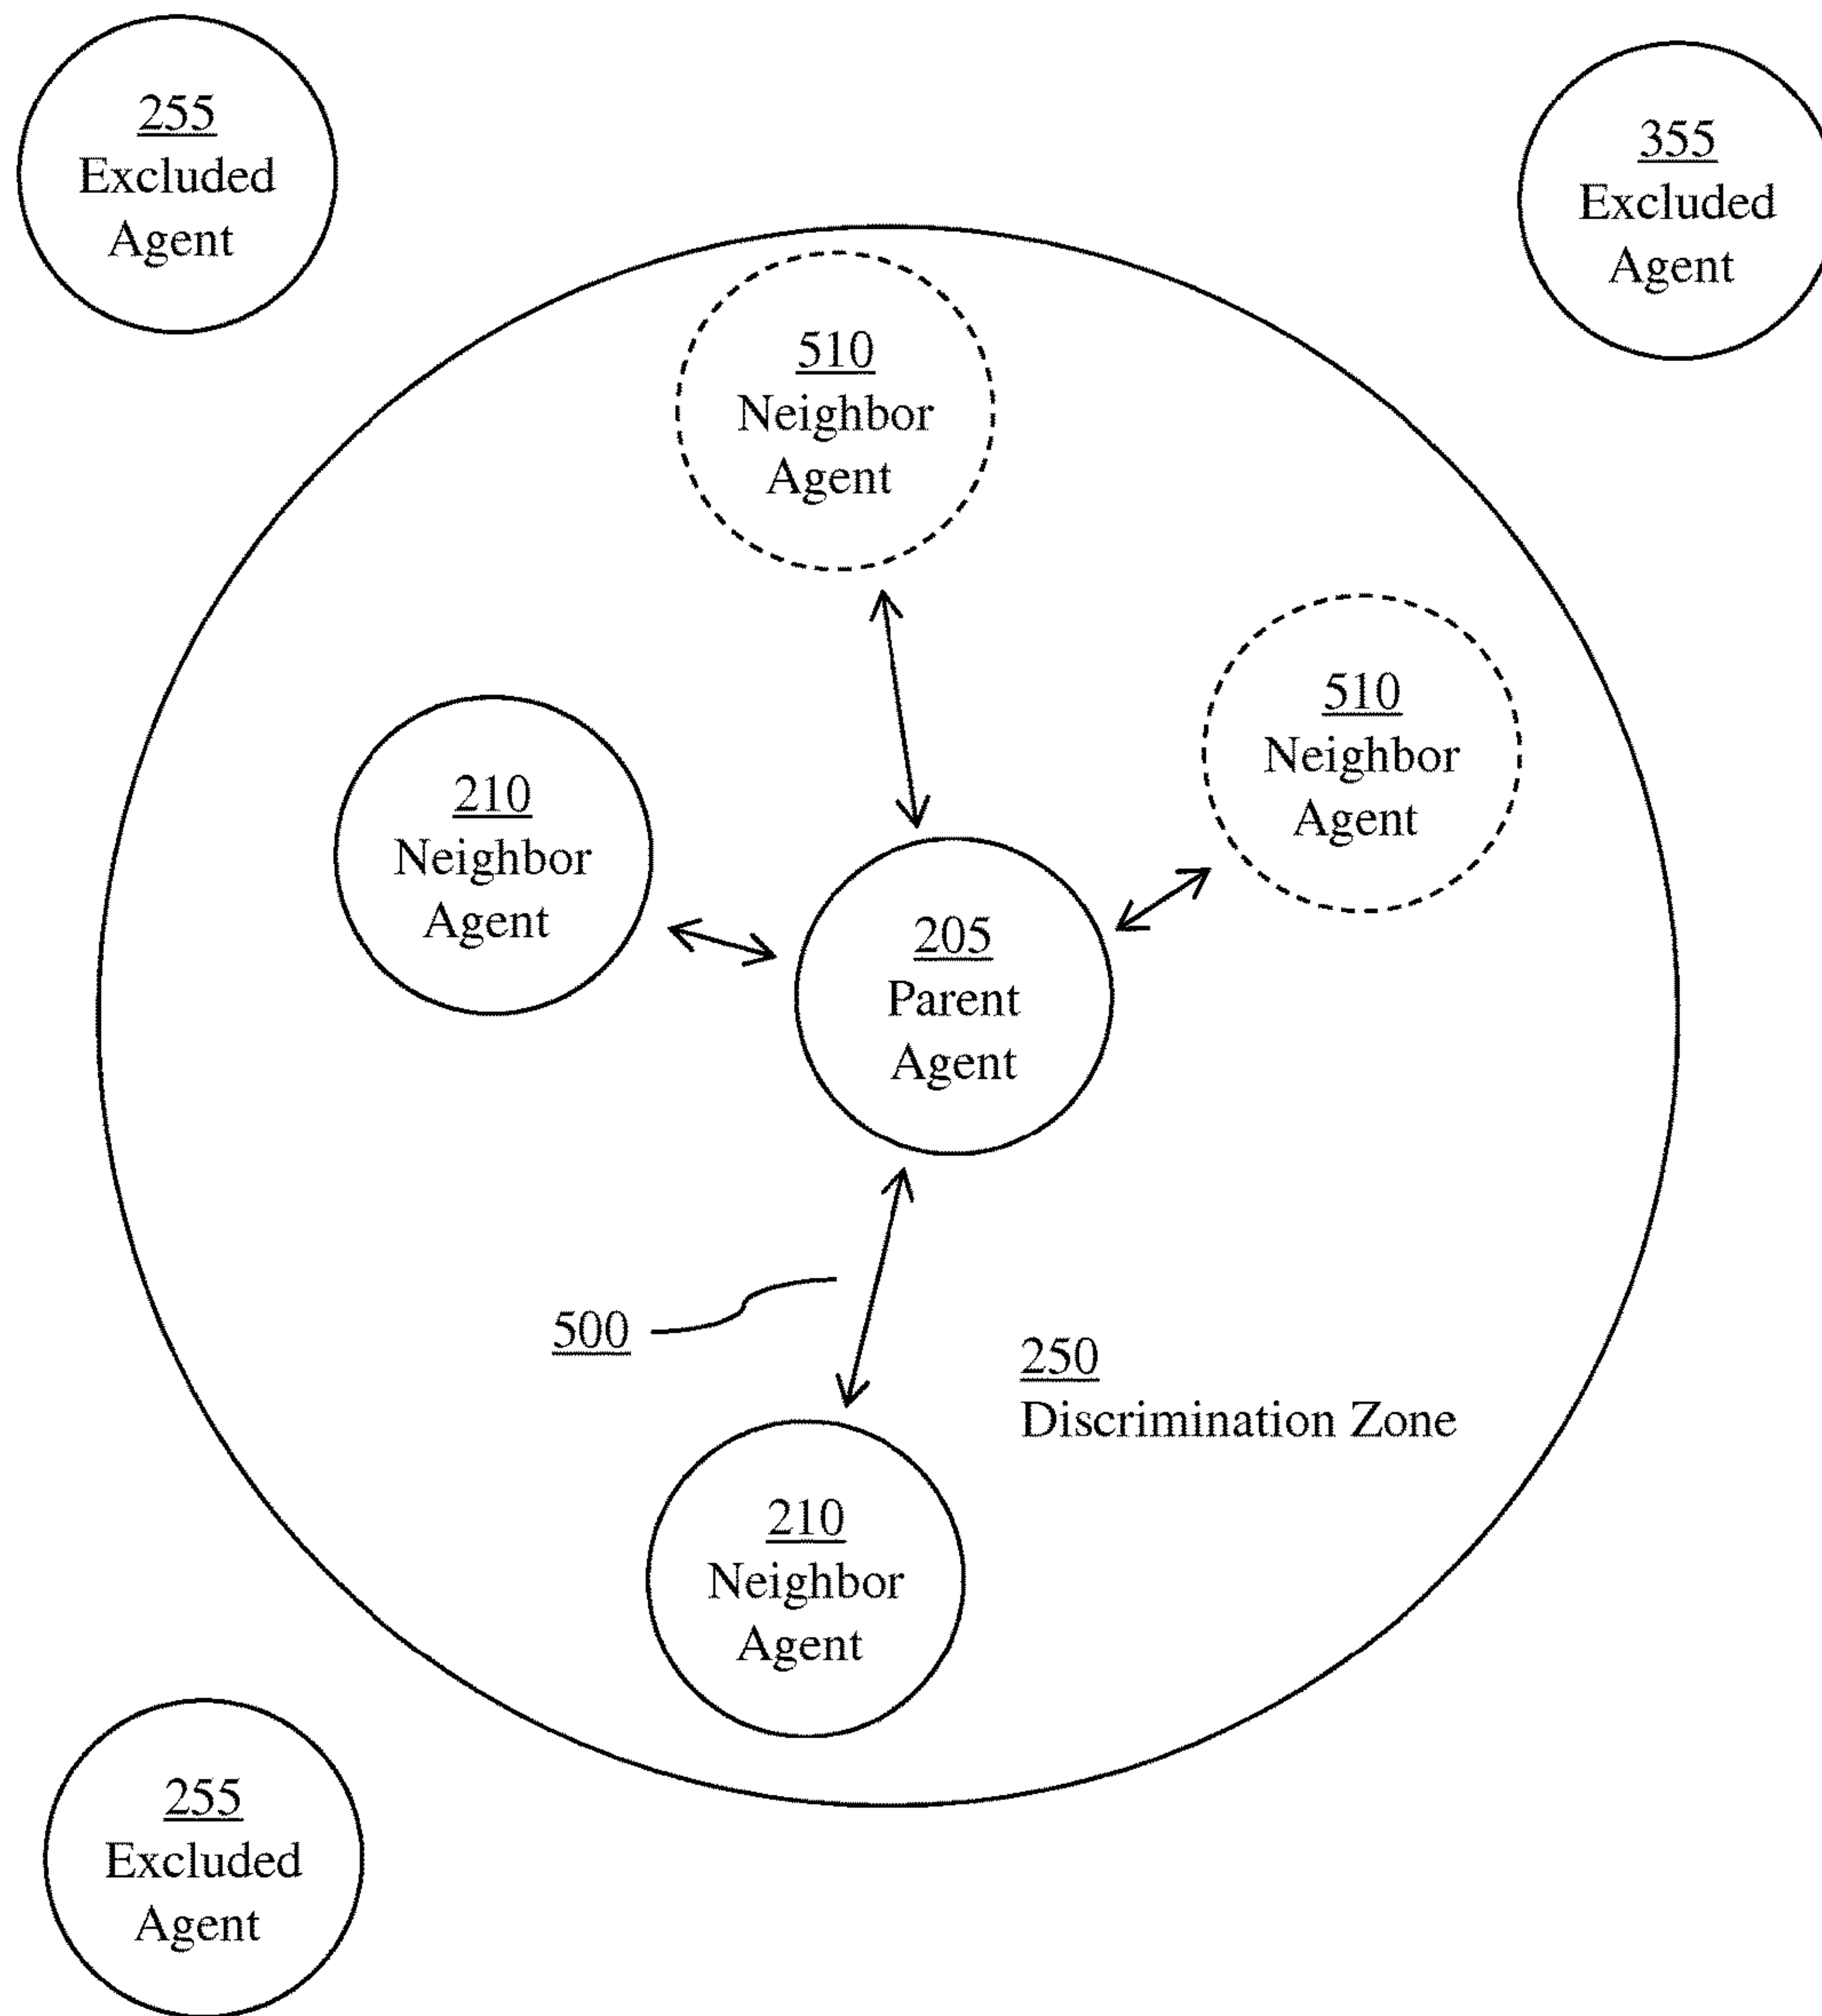 255
Excluded
Agent
355
Excluded
Agent
510
Neighbor
Agent
510
Neighbor
Agent
210
Neighbor
Agent
205
Parent
Agent
500
250
Discrimination Zone
210
Neighbor
Agent
255
Excluded
Agent